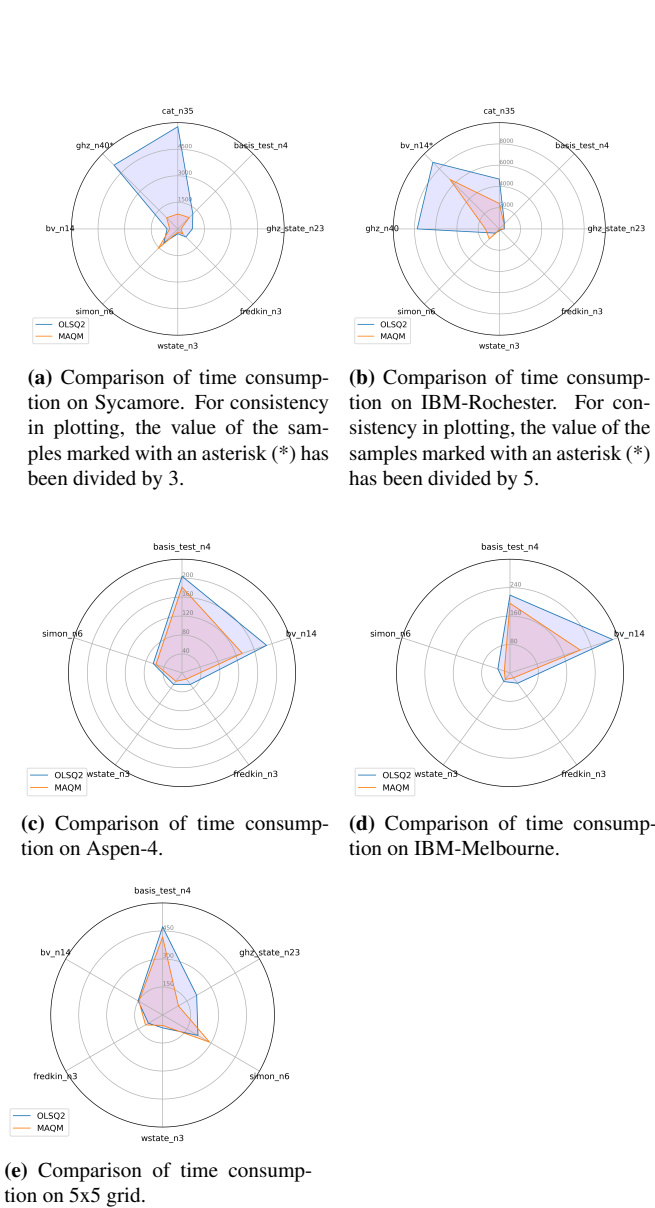 cat_n35
ghz_n40*
basis_test_n4
4500
3000
1500
bv_n14
ghz_state_n23
simon_n6
fredkin_n3
wstate_n3
OLSQ2
MAQM
cat_n35
bv_n14*
basis_test_n4
8000
6000
4000
2000
ghz_n40
ghz_state_n23
simon_n6
fredkin_n3
wstate_n3
OLSQ2
MAQM
(a) Comparison of time consump-
tion on Sycamore. For consistency
in plotting, the value of the sam-
ples marked with an asterisk (*) has
been divided by 3.
(b) Comparison of time consump-
tion on IBM-Rochester. For con-
sistency in plotting, the value of the
samples marked with an asterisk (*)
has been divided by 5.
basis_test_n4
200
160
120
80
40
simon_n6
bv_n14
wstate_n3
fredkin_n3
OLSQ2
MAQM
basis_test_n4
240
160
80
simon_n6
bv_n14
wstate_n3
fredkin_n3
OLSQ2
MAQM
(c) Comparison of time consump-
tion on Aspen-4.
(d) Comparison of time consump-
tion on IBM-Melbourne.
basis_test_n4
450
300
150
bv_n14
ghz_state_n23
fredkin_n3
simon_n6
wstate_n3
OLSQ2
MAQM
(e) Comparison of time consump-
tion on 5x5 grid.